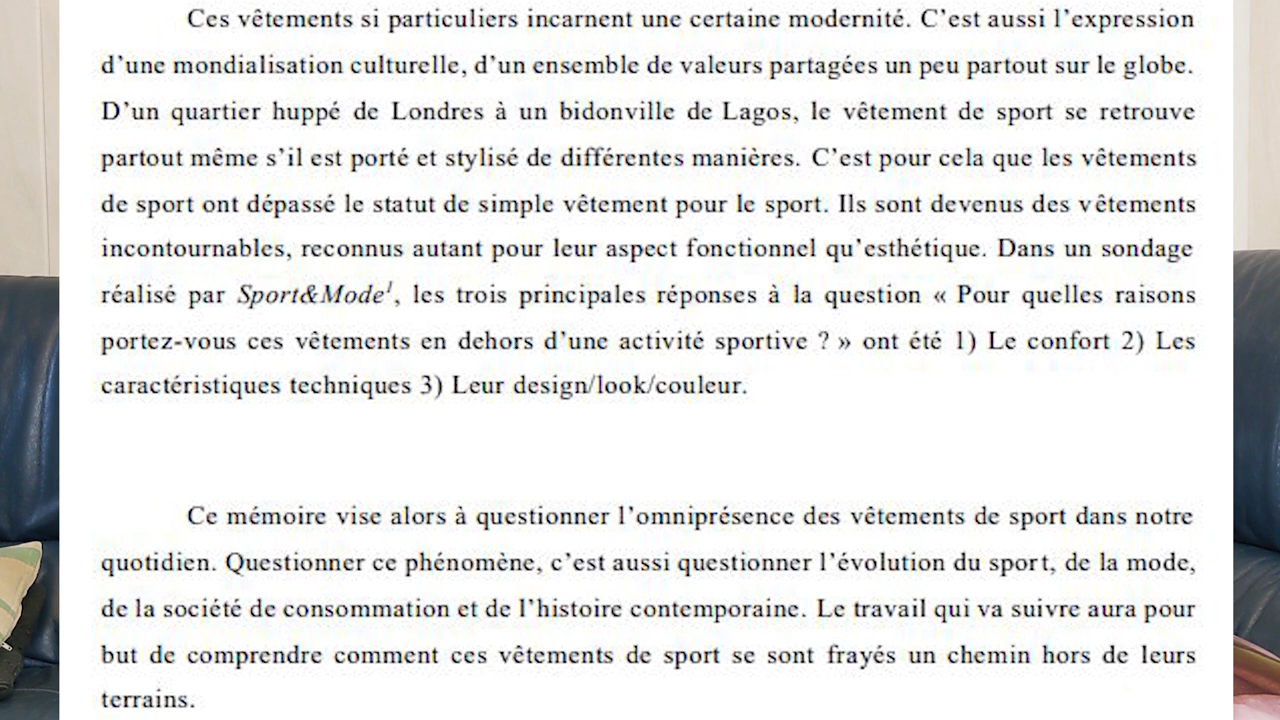 Ces vêtements si particuliers incarnent une certaine modernité. C’est aussi l’expression
d’une mondialisation culturelle, d’un ensemble de valeurs partagées un peu partout sur le globe.
D’un quartier huppé de Londres à un bidonville de Lagos, le vêtement de sport se retrouve
partout même s’il est porté et stylisé de différentes manières. C’est pour cela que les vêtements
de sport ont dépassé le statut de simple vêtement pour le sport. Ils sont devenus des vêtements
incontournables, reconnus autant pour leur aspect fonctionnel qu’esthétique. Dans un sondage
réalisé par Sport&Mode¹, les trois principales réponses à la question « Pour quelles raisons
portez-vous ces vêtements en dehors d’une activité sportive ? » ont été 1) Le confort 2) Les
caractéristiques techniques 3) Leur design/look/couleur.
Ce mémoire vise alors à questionner l’omniprésence des vêtements de sport dans notre
quotidien. Questionner ce phénomène, c’est aussi questionner l’évolution du sport, de la mode,
de la société de consommation et de l’histoire contemporaine. Le travail qui va suivre aura pour
but de comprendre comment ces vêtements de sport se sont frayés un chemin hors de leurs
terrains.